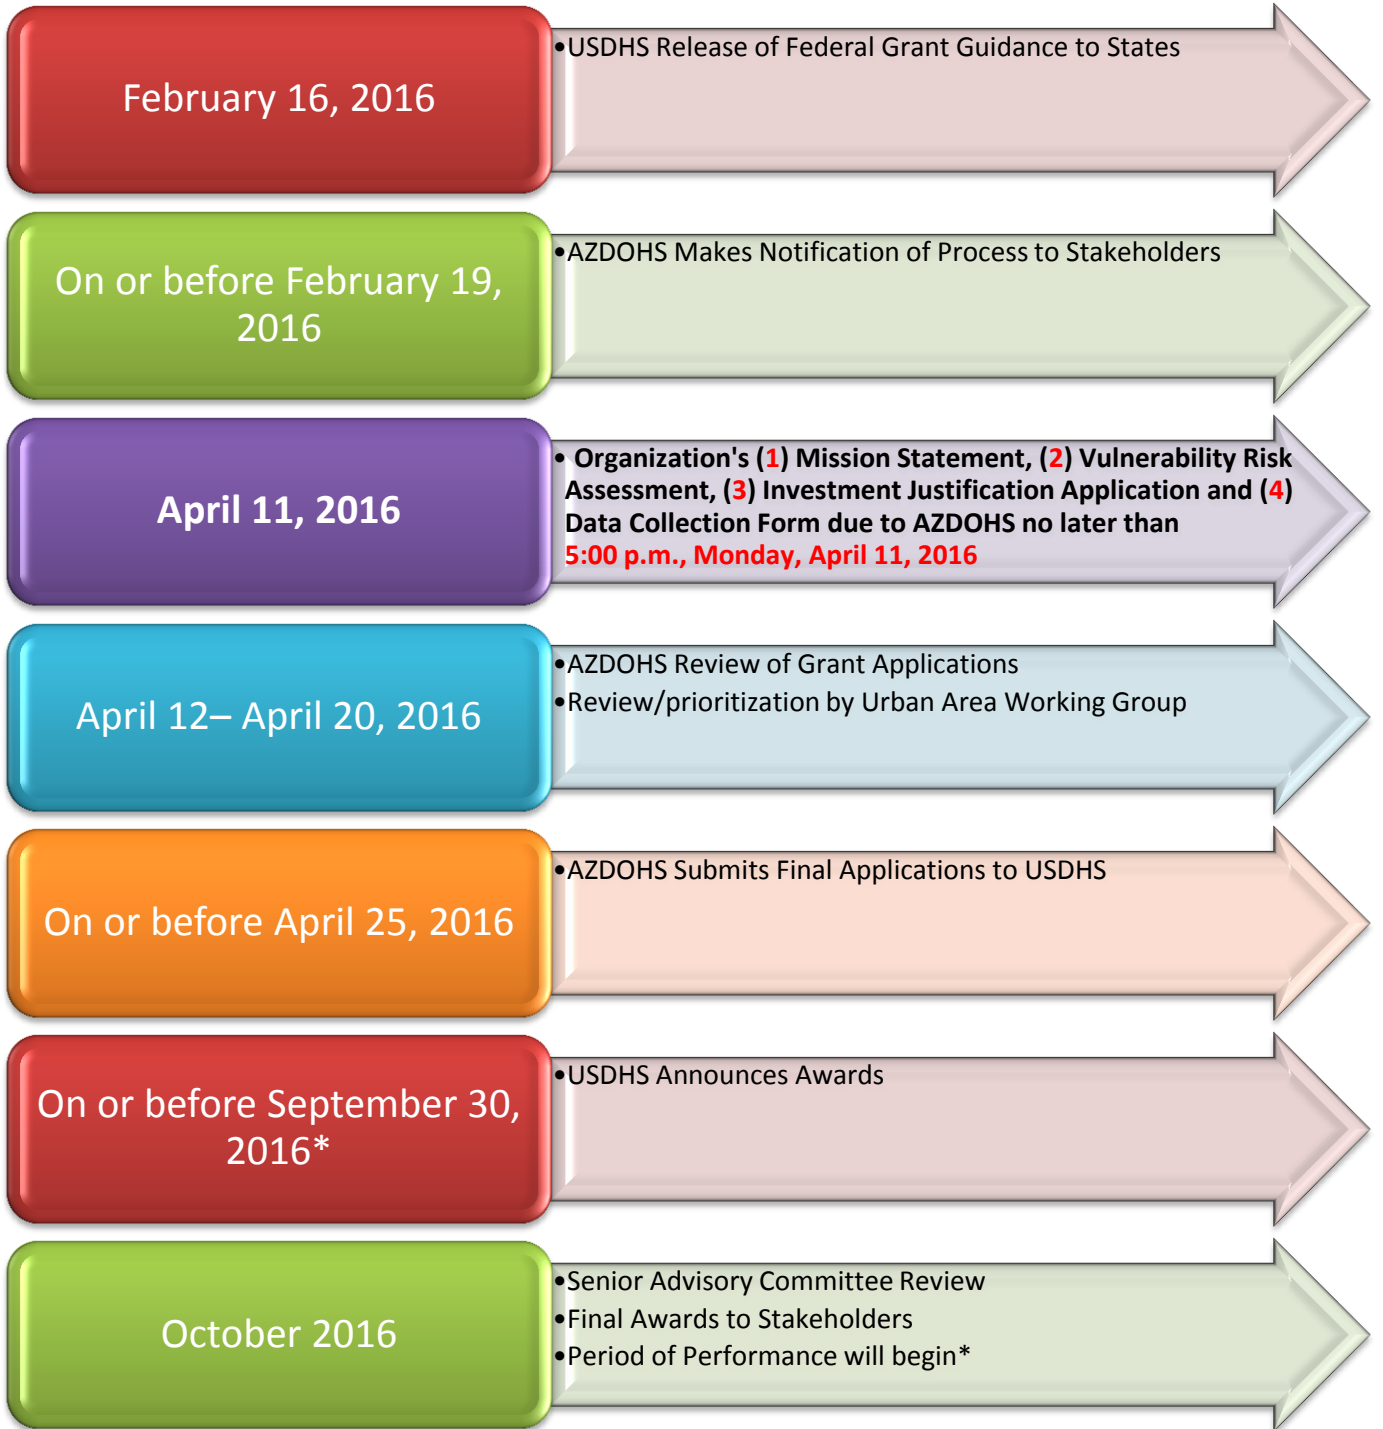 February 16, 2016
•USDHS Release of Federal Grant Guidance to States
On or before February 19,
2016
•AZDOHS Makes Notification of Process to Stakeholders
April 11, 2016
• Organization's (1) Mission Statement, (2) Vulnerability Risk
Assessment, (3) Investment Justification Application and (4)
Data Collection Form due to AZDOHS no later than
5:00 p.m., Monday, April 11, 2016
April 12– April 20, 2016
•AZDOHS Review of Grant Applications
•Review/prioritization by Urban Area Working Group
On or before April 25, 2016
•AZDOHS Submits Final Applications to USDHS
On or before September 30,
2016*
•USDHS Announces Awards
October 2016
•Senior Advisory Committee Review
•Final Awards to Stakeholders
•Period of Performance will begin*